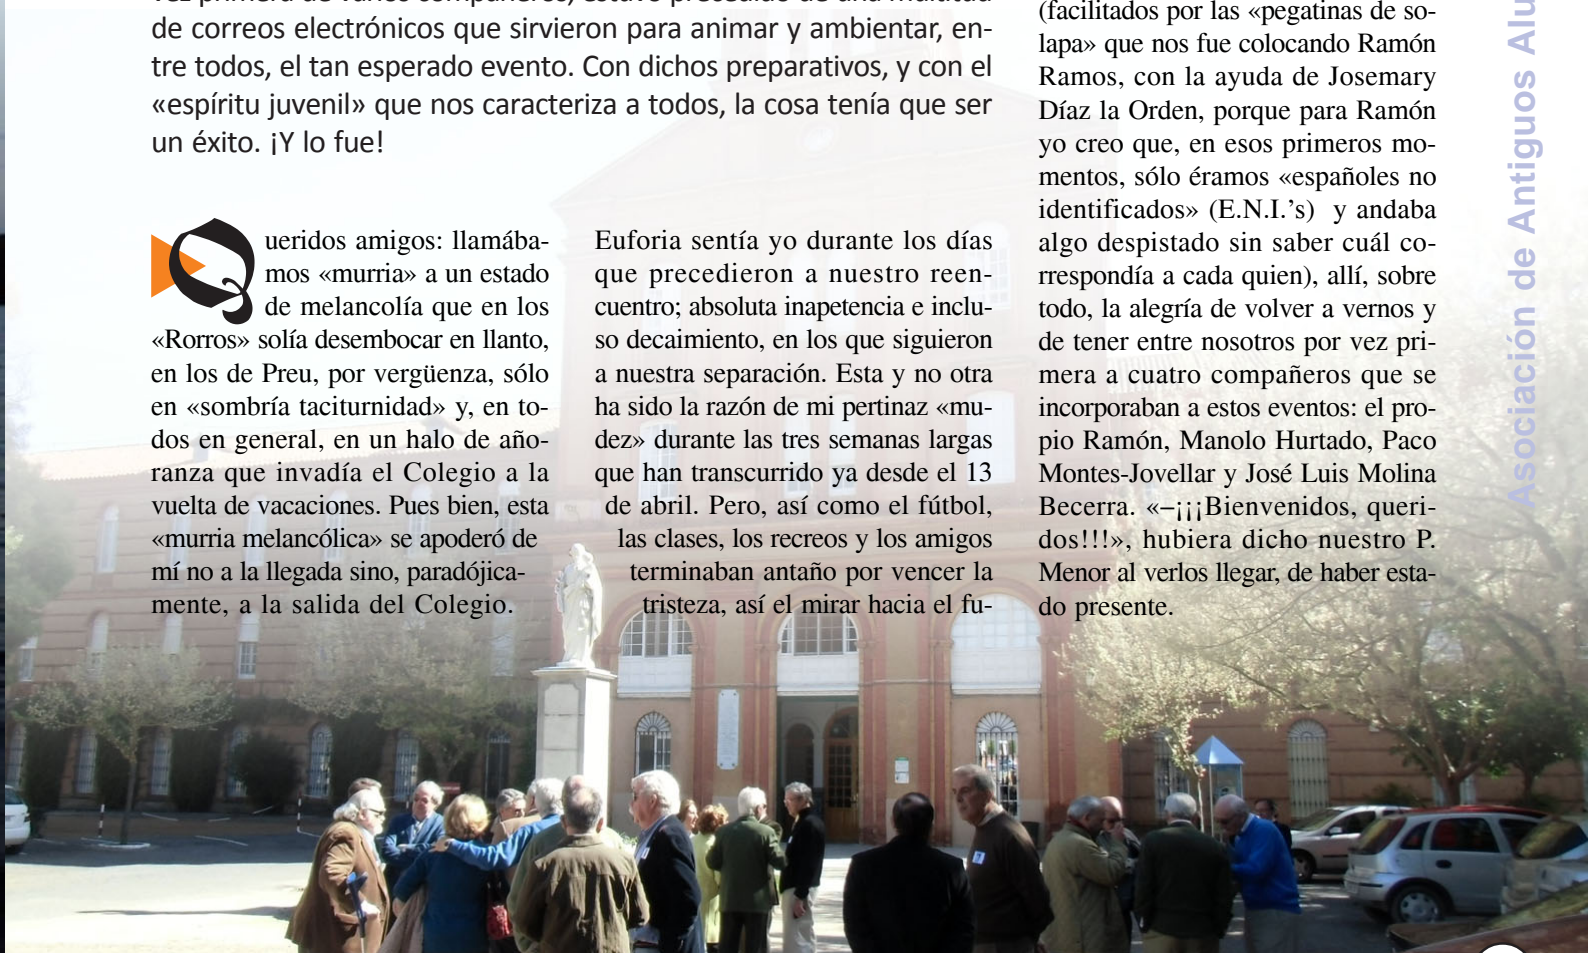 vez primera de varios compañeros, estuvo precedido de una multitud
de correos electrónicos que sirvieron para animar y ambientar, en-
tre todos, el tan esperado evento. Con dichos preparativos, y con el
«espíritu juvenil» que nos caracteriza a todos, la cosa tenía que ser
un éxito. ¡Y lo fue!
Queridos amigos: llamába-
mos «murria» a un estado
de melancolía que en los
«Rorros» solía desembocar en llanto,
en los de Preu, por vergüenza, sólo
en «sombría taciturnidad» y, en to-
dos en general, en un halo de año-
ranza que invadía el Colegio a la
vuelta de vacaciones. Pues bien, esta
«murria melancólica» se apoderó de
mí no a la llegada sino, paradójica-
mente, a la salida del Colegio.
Euforia sentía yo durante los días
que precedieron a nuestro reen-
cuentro; absoluta inapetencia e inclu-
so decaimiento, en los que siguieron
a nuestra separación. Esta y no otra
ha sido la razón de mi pertinaz «mu-
dez» durante las tres semanas largas
que han transcurrido ya desde el 13
de abril. Pero, así como el fútbol,
las clases, los recreos y los amigos
terminaban antaño por vencer la
tristeza, así el mirar hacia el fu-
(facilitados por las «pegatinas de so-
lapa» que nos fue colocando Ramón
Ramos, con la ayuda de Josemary
Díaz la Orden, porque para Ramón
yo creo que, en esos primeros mo-
mentos, sólo éramos «españoles no
identificados» (E.N.I.'s) y andaba
algo despistado sin saber cuál co-
rrespondía a cada quien), allí, sobre
todo, la alegría de volver a vernos y
de tener entre nosotros por vez pri-
mera a cuatro compañeros que se
incorporaban a estos eventos: el pro-
pio Ramón, Manolo Hurtado, Paco
Montes-Jovellar y José Luis Molina
Becerra. «–¡¡¡Bienvenidos, queri-
dos!!!», hubiera dicho nuestro P.
Menor al verlos llegar, de haber esta-
do presente.
Asociación de Antiguos Alu